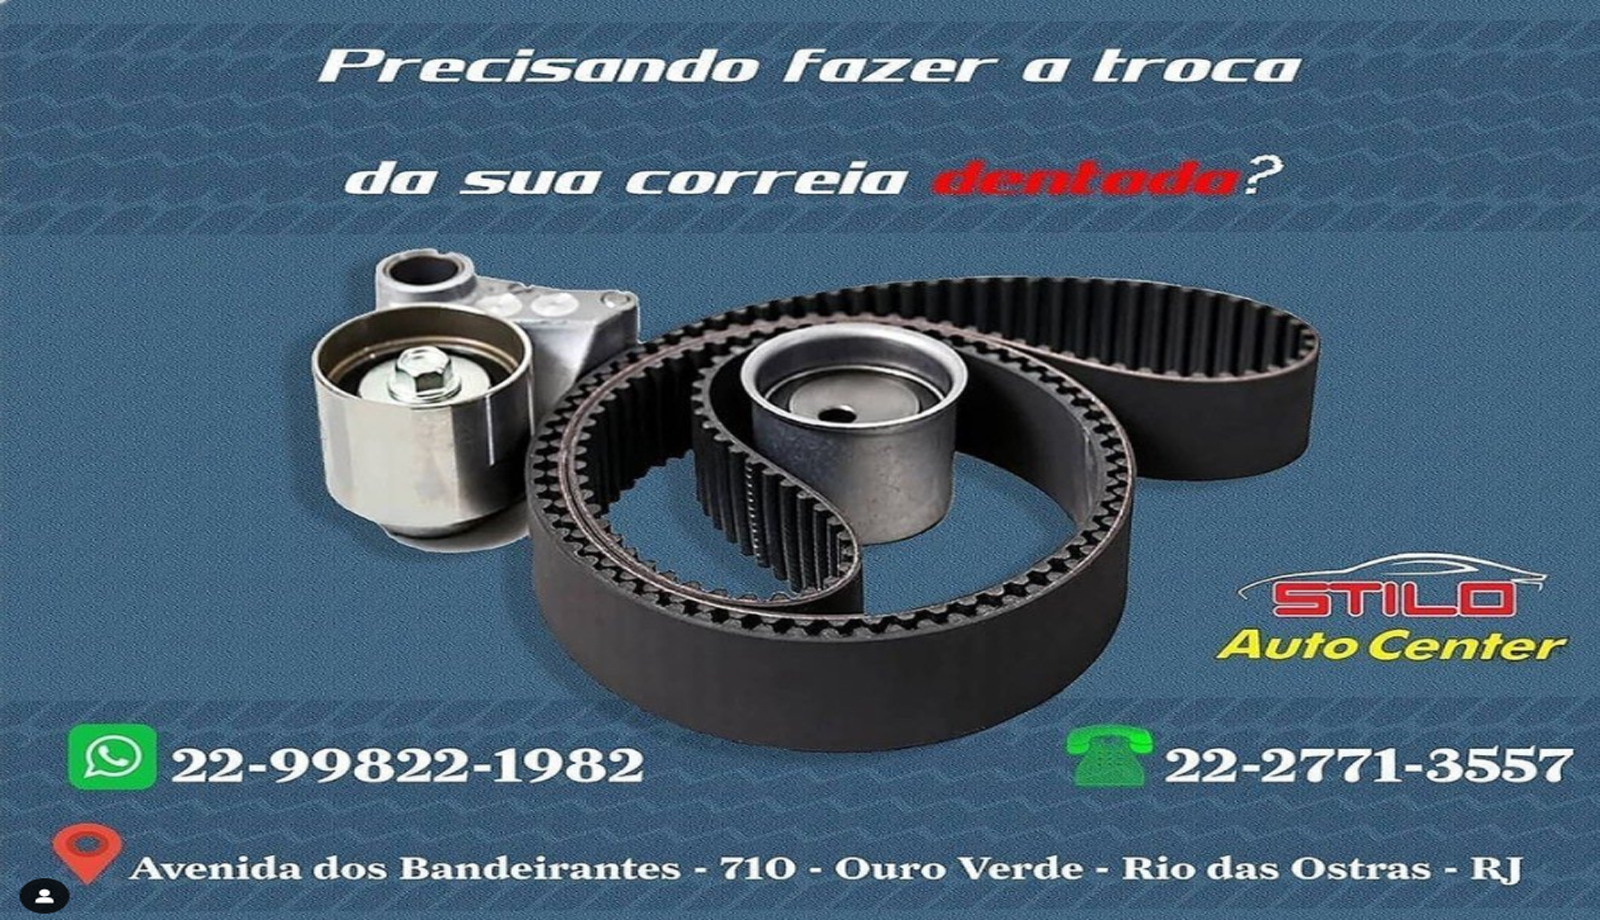 Precisando fazer a troca
da sua correia dentada?
STILO
Auto Center
22-99822-1982
22-2771-3557
Avenida dos Bandeirantes - 710 - Ouro Verde - Rio das Ostras - RJ